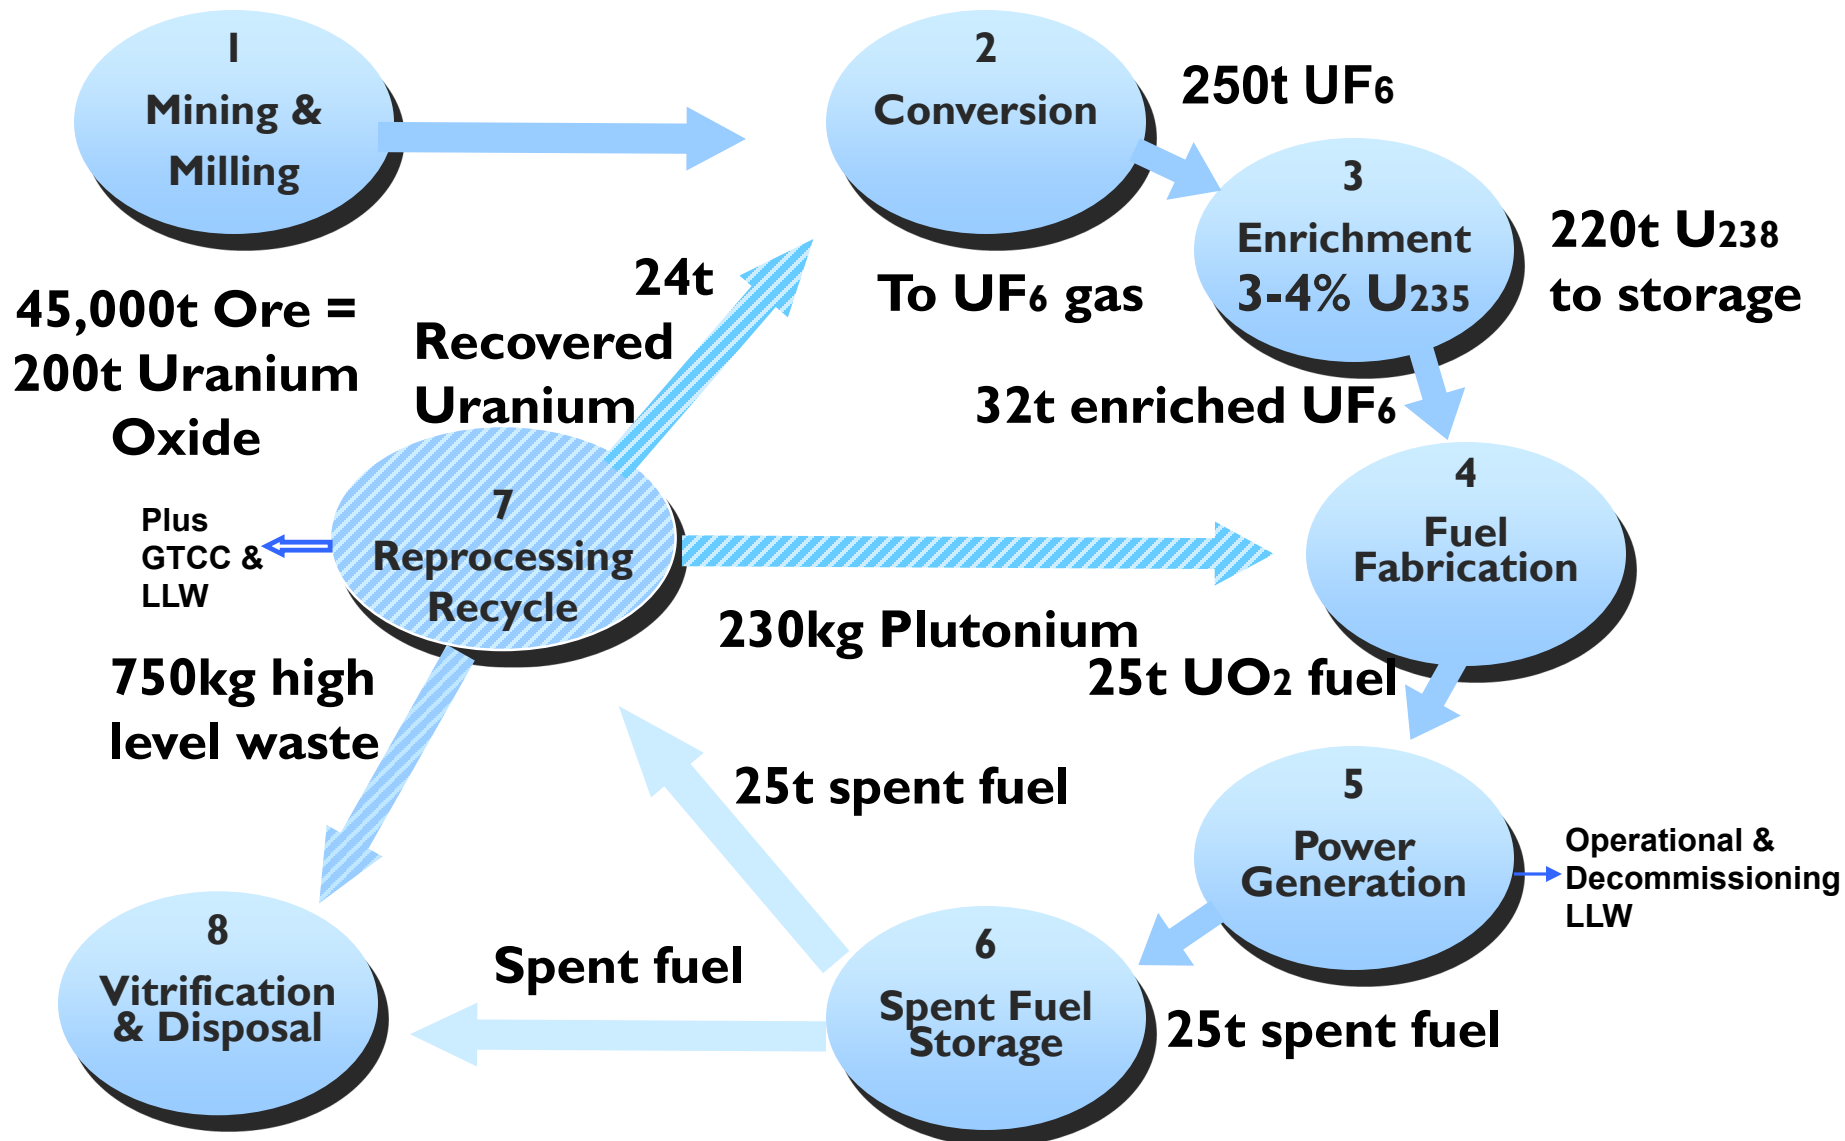 1
Mining &
Milling
2
Conversion
250t UF6
3
Enrichment
3-4% U235
220t U238
to storage
To UF6 gas
24t
Recovered
Uranium
45,000t Ore =
200t Uranium
Oxide
32t enriched UF6
4
Fuel
Fabrication
7
Reprocessing
Recycle
Plus
GTCC &
LLW
230kg Plutonium
25t UO2 fuel
750kg high
level waste
25t spent fuel
5
Power
Generation
Operational &
Decommissioning
LLW
8
Vitrification
& Disposal
Spent fuel
6
Spent Fuel
Storage
25t spent fuel